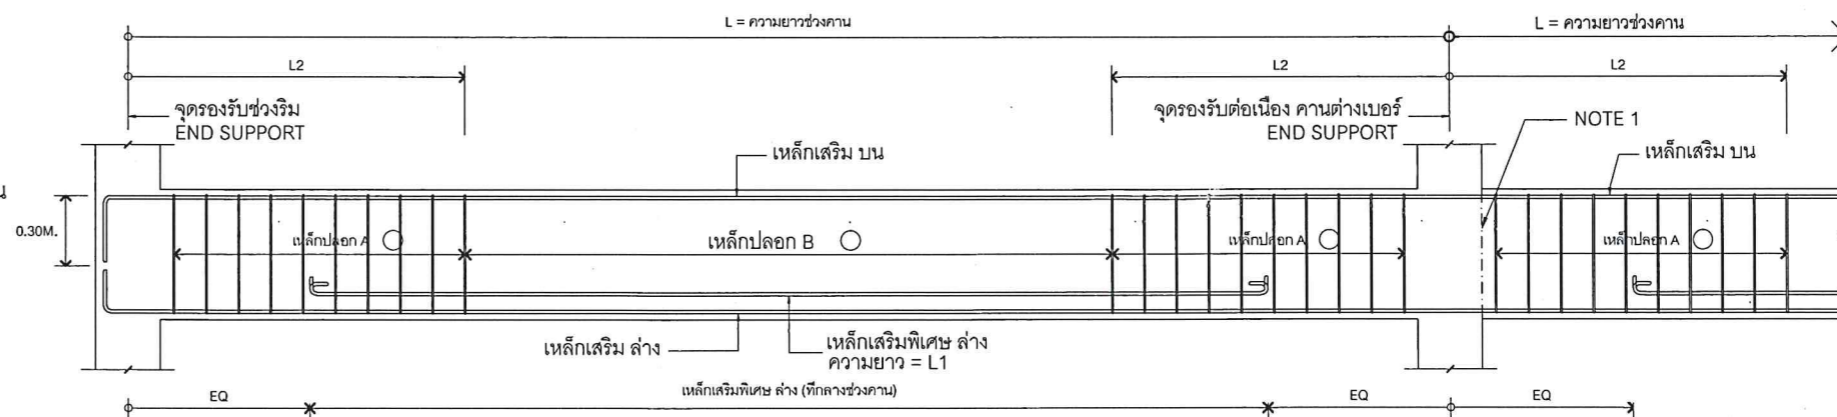 L = ความยาวช่วงคาน
L = ความยาวช่วงคาน
L2
L2
L2
จุดรองรับช่วงริม
END SUPPORT
จุดรองรับต่อเนื่อง คานต่างเบอร์
END SUPPORT
NOTE 1
เหล็กเสริม บน
เหล็กเสริม บน
น
0.30M.
เหล็กปลอก A
เหล็กปลอก B
เหล็กปลอก A
เหล็กปลอก A
เหล็กเสริม ล่าง
เหล็กเสริมพิเศษ ล่าง
ความยาว = L1
EQ
เหล็กเสริมพิเศษ ล่าง (ที่กลางช่วงคาน)
EQ
EQ